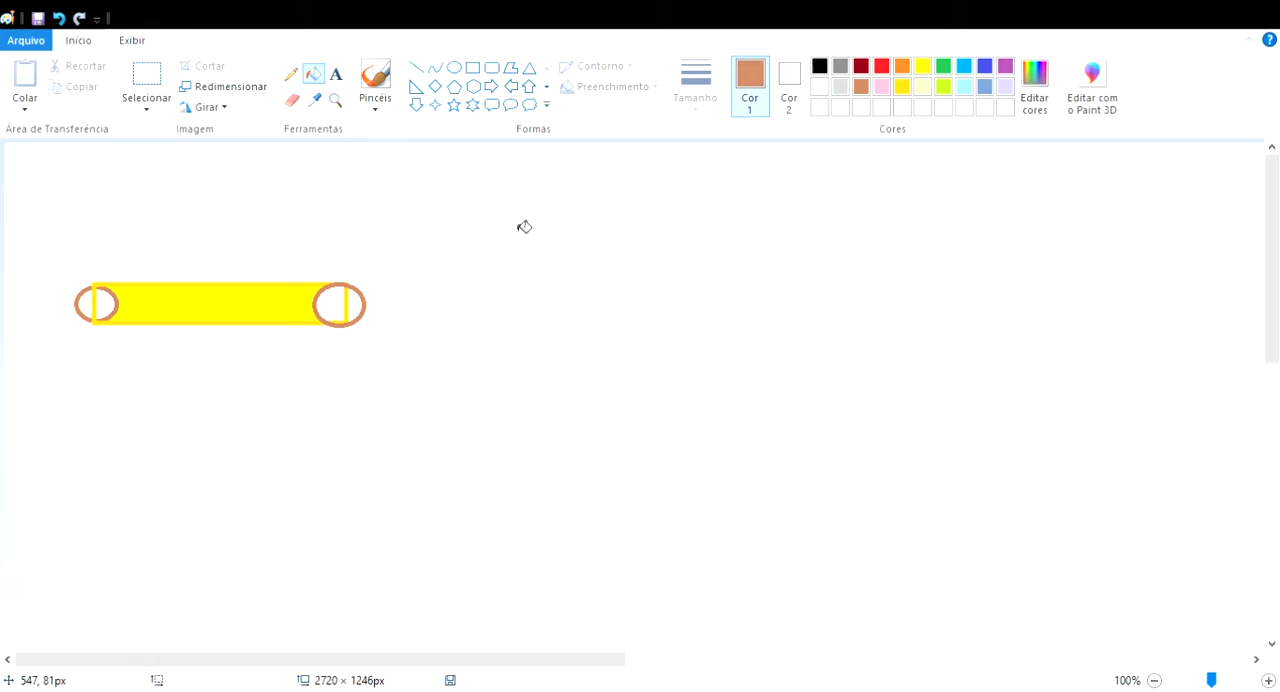 Arquivo Início Exibir
Colar Recortar Copiar
Selecionar Cortar Redimensionar Girar
A
Pincéis
Contorno Preenchimento
Tamanho
Cor 1 Cor 2
Editar cores
Editar com o Paint 3D
?
Área de Transferência Imagem Ferramentas Formas Cores
547, 81px 2720 × 1246px 100%